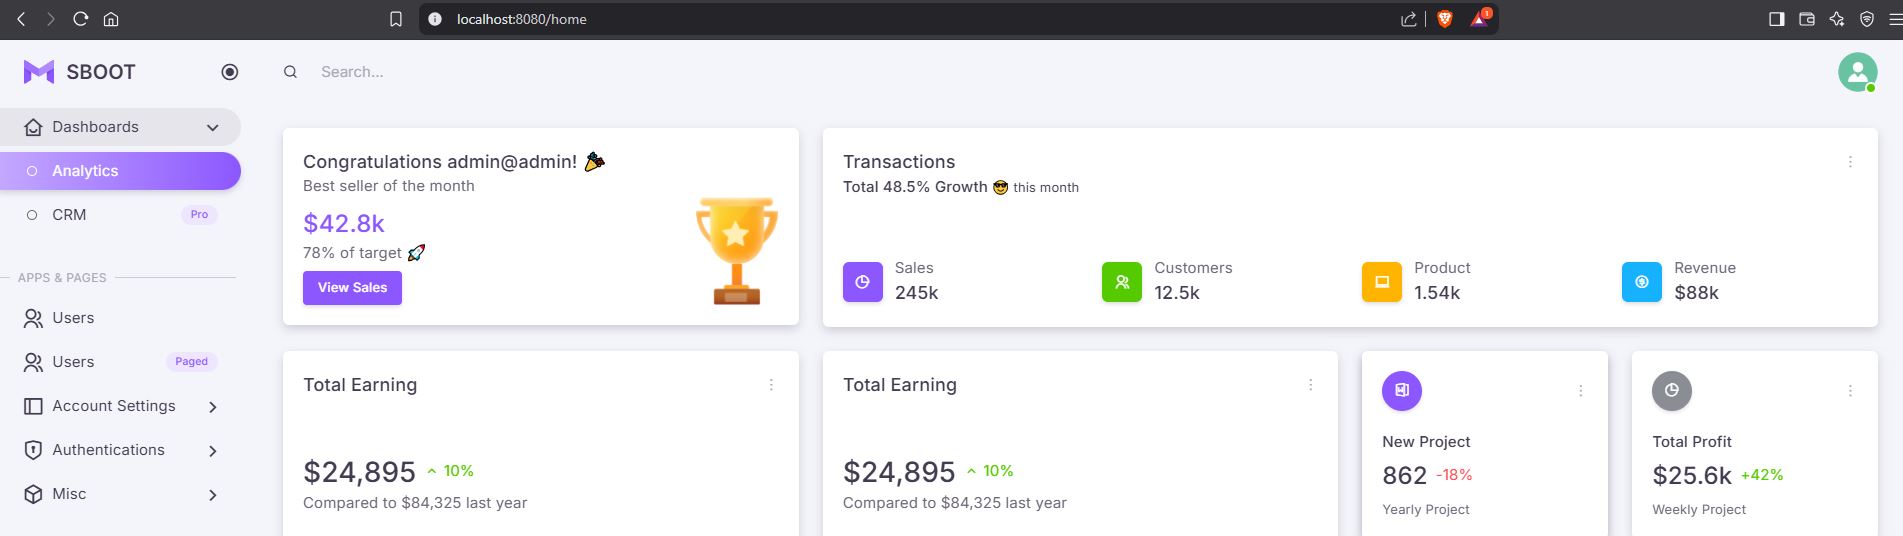 localhost:8080/home
1
SBOOT
Search...
Dashboards
Analytics
CRM
Pro
APPS & PAGES
Users
Users
Paged
Account Settings
Authentications
Misc
Congratulations admin@admin! 🎉
Best seller of the month
$42.8k
78% of target 🚀
View Sales
Transactions
Total 48.5% Growth 😎 this month
Sales
245k
Customers
12.5k
Product
1.54k
Revenue
$88k
Total Earning
$24,895
10%
Compared to $84,325 last year
Total Earning
$24,895
10%
Compared to $84,325 last year
New Project
862 -18%
Yearly Project
Total Profit
$25.6k +42%
Weekly Project